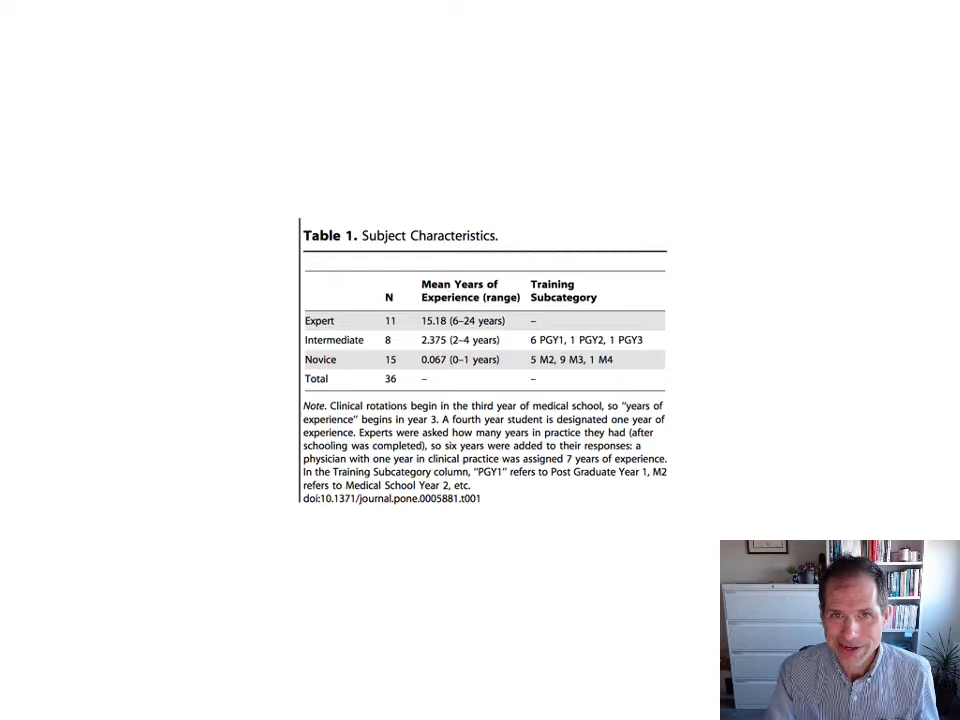 Table 1. Subject Characteristics.
N Mean Years of Experience (range) Training Subcategory
Expert 11 15.18 (6–24 years) –
Intermediate 8 2.375 (2–4 years) 6 PGY1, 1 PGY2, 1 PGY3
Novice 15 0.067 (0–1 years) 5 M2, 9 M3, 1 M4
Total 36 – –
Note. Clinical rotations begin in the third year of medical school, so "years of
experience" begins in year 3. A fourth year student is designated one year of
experience. Experts were asked how many years in practice they had (after
schooling was completed), so six years were added to their responses: a
physician with one year in clinical practice was assigned 7 years of experience.
In the Training Subcategory column, "PGY1" refers to Post Graduate Year 1, M2
refers to Medical School Year 2, etc.
doi:10.1371/journal.pone.0005881.t001